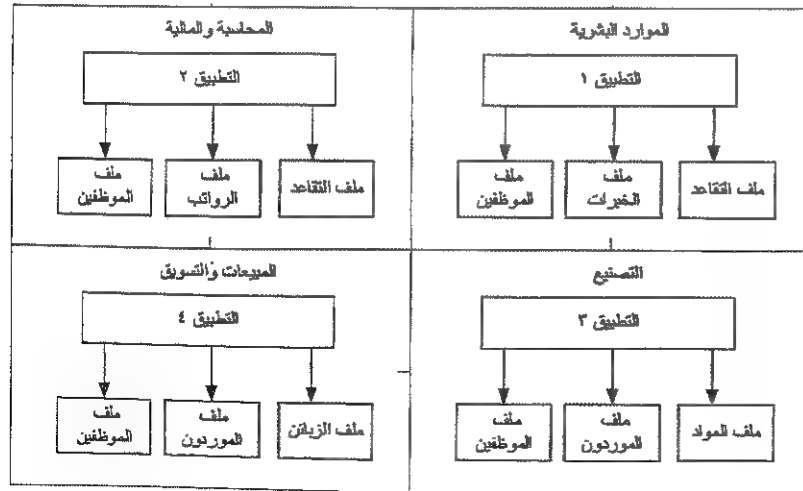 الموارد البشرية
التطبيق ١
ملف التقاعد
ملف
الخبرات
ملف
الموظفين
المحاسبة والمالية
التطبيق ٢
ملف التقاعد
ملف
الرواتب
ملف
الموظفين
التصنيع
التطبيق ٣
ملف المواد
ملف
الموردون
ملف
الموظفين
المبيعات والتسويق
التطبيق ٤
ملف الزبائن
ملف
الموردون
ملف
الموظفين